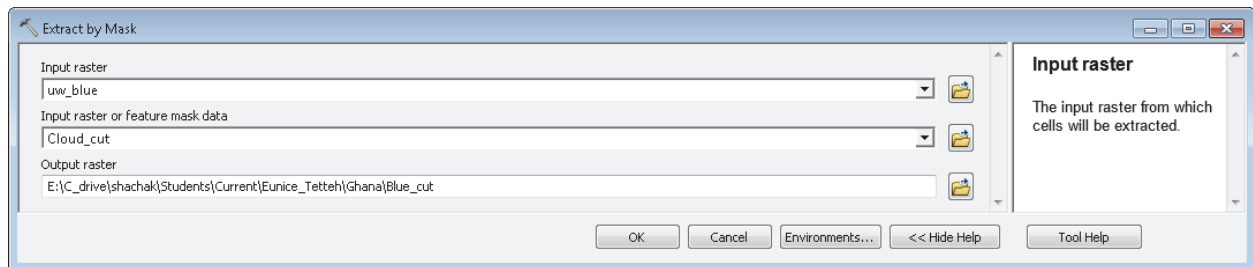 Extract by Mask
Input raster
uw_blue
Input raster or feature mask data
Cloud_cut
Output raster
E:\C_drive\shachak\Students\Current\Eunice_Tetteh\Ghana\Blue_cut
OK
Cancel
Environments...
<< Hide Help
Input raster
The input raster from which
cells will be extracted.
Tool Help